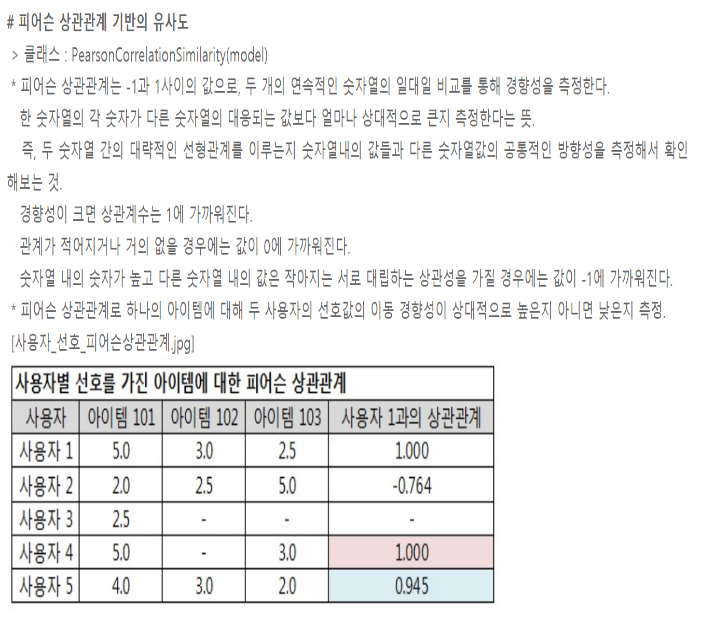 # 피어슨 상관관계 기반의 유사도
> 클래스 : PearsonCorrelationSimilarity(model)
* 피어슨 상관관계는 -1과 1사이의 값으로, 두 개의 연속적인 숫자열의 일대일 비교를 통해 경향성을 측정한다.
한 숫자열의 각 숫자가 다른 숫자열의 대응되는 값보다 얼마나 상대적으로 큰지 측정한다는 뜻.
즉, 두 숫자열 간의 대략적인 선형관계를 이루는지 숫자열내의 값들과 다른 숫자열값의 공통적인 방향성을 측정해서 확인
해보는 것.
경향성이 크면 상관계수는 1에 가까워진다.
관계가 적어지거나 거의 없을 경우에는 값이 0에 가까워진다.
숫자열 내의 숫자가 높고 다른 숫자열 내의 값은 작아지는 서로 대립하는 상관성을 가질 경우에는 값이 -1에 가까워진다.
* 피어슨 상관관계로 하나의 아이템에 대해 두 사용자의 선호값의 이동 경향성이 상대적으로 높은지 아니면 낮은지 측정.
[사용자_선호_피어슨상관관계.jpg]
사용자별 선호를 가진 아이템에 대한 피어슨 상관관계
사용자 아이템 101 아이템 102 아이템 103 사용자 1과의 상관관계
사용자 1 5.0 3.0 2.5 1.000
사용자 2 2.0 2.5 5.0 -0.764
사용자 3 2.5 - - -
사용자 4 5.0 - 3.0 1.000
사용자 5 4.0 3.0 2.0 0.945